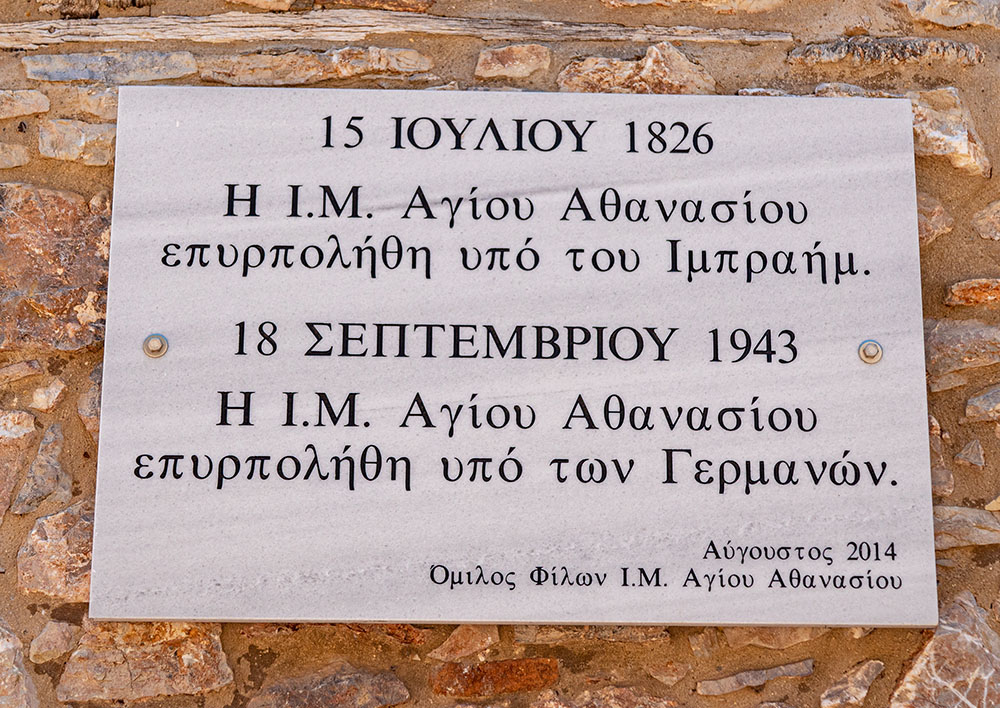 15 ΙΟΥΛΙΟΥ 1826
Η Ι.Μ. Αγίου Αθανασίου
επυρπολήθη υπό του Ιμπραήμ.
18 ΣΕΠΤΕΜΒΡΙΟΥ 1943
Η Ι.Μ. Αγίου Αθανασίου
επυρπολήθη υπό των Γερμανών.
Αύγουστος 2014
Όμιλος Φίλων Ι.Μ. Αγίου Αθανασίου